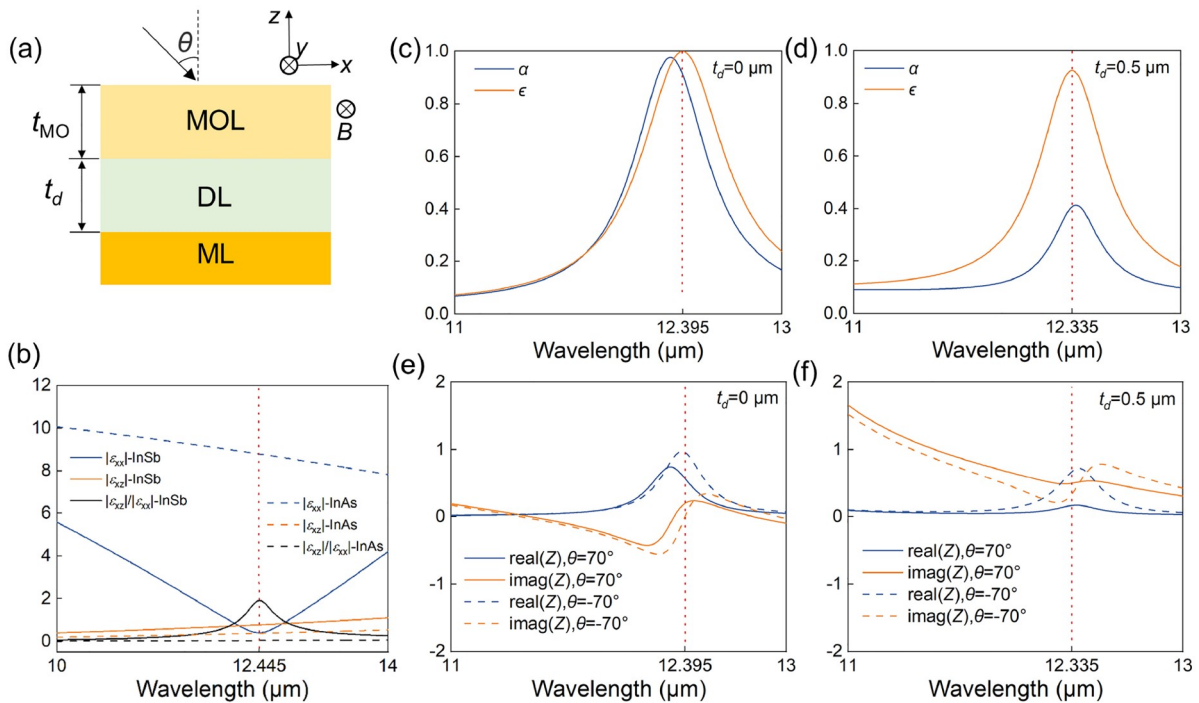 (a)
θ
z
y
x
t_MO
MOL
B
t_d
DL
ML
(b)
12
10
8
6
4
2
0
|ε_xx|-InSb
|ε_xz|-InSb
|ε_xz|/|ε_xx|-InSb
|ε_xx|-InAs
|ε_xz|-InAs
|ε_xz|/|ε_xx|-InAs
10
12.445
14
Wavelength (μm)
(c)
1.0
0.8
0.6
0.4
0.2
0.0
α
ϵ
t_d=0 μm
11
12.395
13
Wavelength (μm)
(d)
1.0
0.8
0.6
0.4
0.2
0.0
α
ϵ
t_d=0.5 μm
11
12.335
13
Wavelength (μm)
(e)
2
1
0
-1
-2
t_d=0 μm
real(Z),θ=70°
imag(Z),θ=70°
real(Z),θ=-70°
imag(Z),θ=-70°
11
12.395
13
Wavelength (μm)
(f)
2
1
0
-1
-2
t_d=0.5 μm
real(Z),θ=70°
imag(Z),θ=70°
real(Z),θ=-70°
imag(Z),θ=-70°
11
12.335
13
Wavelength (μm)